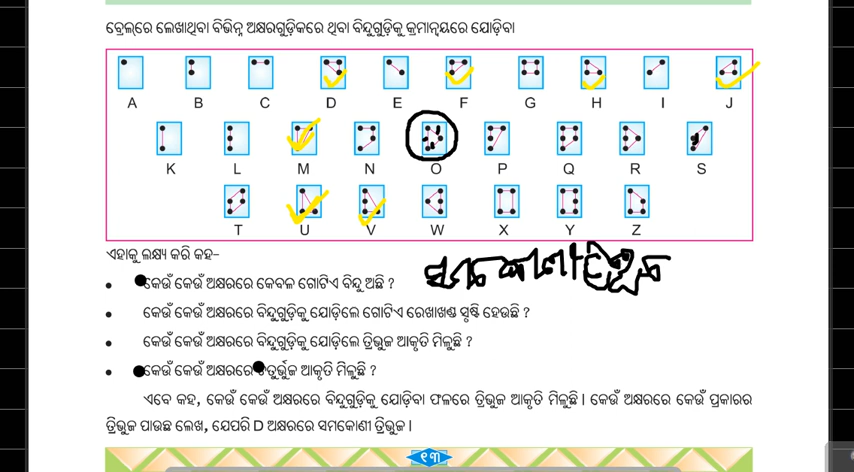 ବ୍ରେଲ୍‌ରେ ଲେଖାଥିବା ବିଭିନ୍ନ ଅକ୍ଷରଗୁଡ଼ିକରେ ଥିବା ବିନ୍ଦୁଗୁଡ଼ିକୁ କ୍ରମାନ୍ୱୟରେ ଯୋଡ଼ିବା
A B C D E F G H I J
K L M N O P Q R S
T U V W X Y Z
ଏହାକୁ ଲକ୍ଷ୍ୟ କରି କହ–
• କେଉଁ କେଉଁ ଅକ୍ଷରରେ କେବଳ ଗୋଟିଏ ବିନ୍ଦୁ ଅଛି ?
• କେଉଁ କେଉଁ ଅକ୍ଷରରେ ବିନ୍ଦୁଗୁଡ଼ିକୁ ଯୋଡ଼ିଲେ ଗୋଟିଏ ରେଖାଖଣ୍ଡ ସୃଷ୍ଟି ହେଉଛି ?
• କେଉଁ କେଉଁ ଅକ୍ଷରରେ ବିନ୍ଦୁଗୁଡ଼ିକୁ ଯୋଡ଼ିଲେ ତ୍ରିଭୁଜ ଆକୃତି ମିଳୁଛି ?
• କେଉଁ କେଉଁ ଅକ୍ଷରରେ ଚତୁର୍ଭୁଜ ଆକୃତି ମିଳୁଛି ?
ଏବେ କହ, କେଉଁ କେଉଁ ଅକ୍ଷରରେ ବିନ୍ଦୁଗୁଡ଼ିକୁ ଯୋଡ଼ିବା ଫଳରେ ତ୍ରିଭୁଜ ଆକୃତି ମିଳୁଛି । କେଉଁ ଅକ୍ଷରରେ କେଉଁ ପ୍ରକାରର
ତ୍ରିଭୁଜ ପାଉଛ ଲେଖ, ଯେପରି D ଅକ୍ଷରରେ ସମକୋଣୀ ତ୍ରିଭୁଜ ।
୧୩